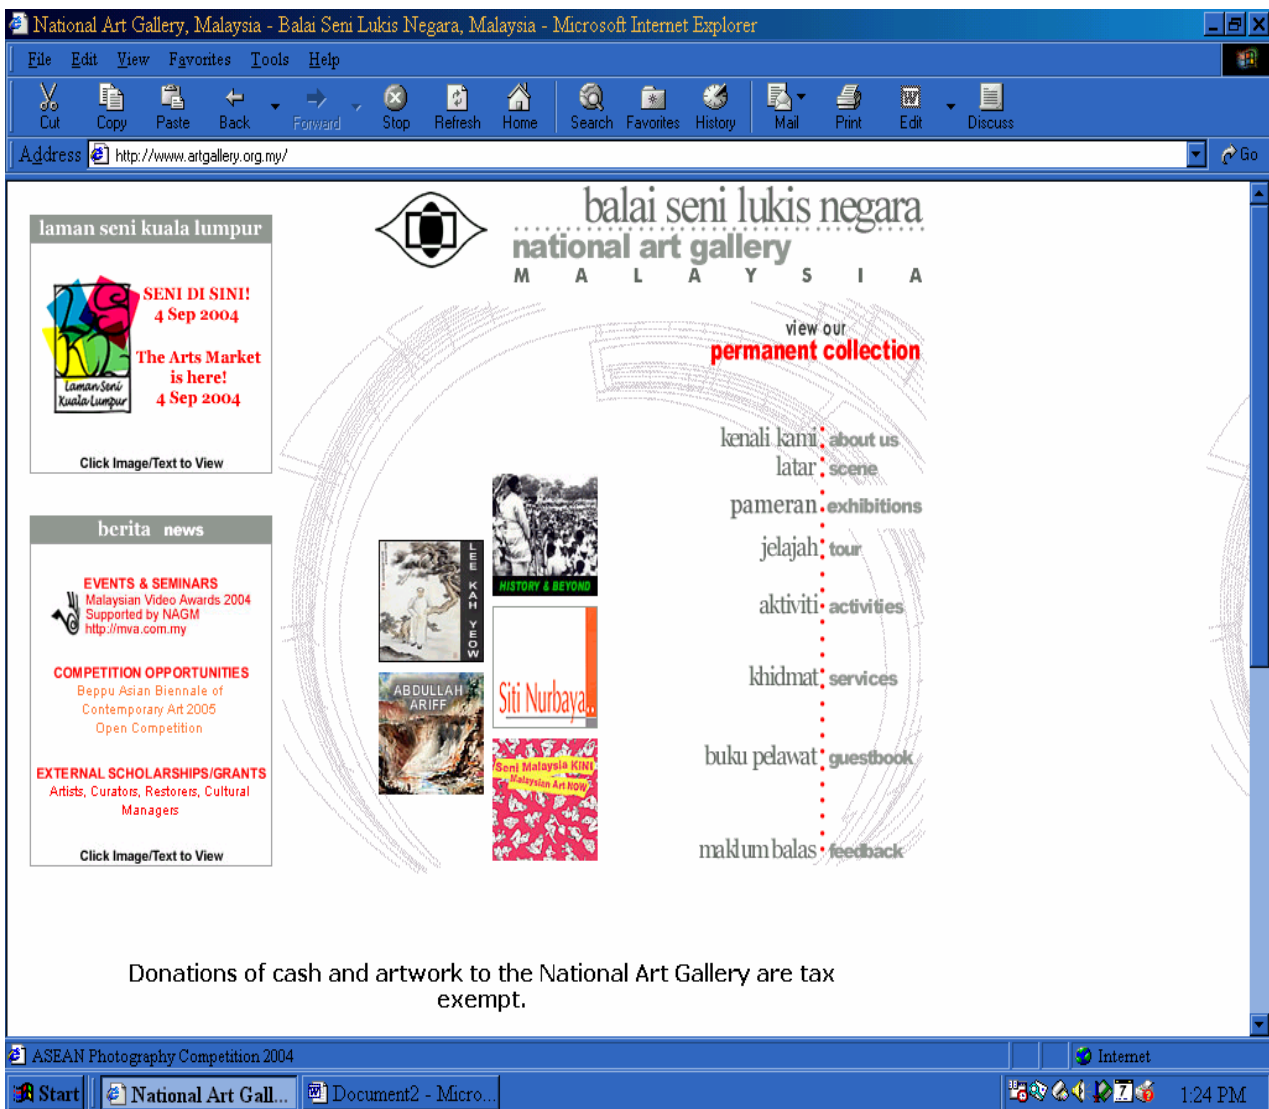 National Art Gallery, Malaysia - Balai Seni Lukis Negara, Malaysia - Microsoft Internet Explorer
File Edit View Favorites Tools Help
Cut Copy Paste Back Forward Stop Refresh Home Search Favorites History Mail Print Edit Discuss
Address http://www.artgallery.org.my/ Go
laman seni kuala lumpur
SENI DI SINI!
4 Sep 2004
The Arts Market
is here!
4 Sep 2004
Laman Seni
Kuala Lumpur
Click Image/Text to View
berita news
EVENTS & SEMINARS
Malaysian Video Awards 2004
Supported by NAGM
http://mva.com.my
COMPETITION OPPORTUNITIES
Beppu Asian Biennale of
Contemporary Art 2005
Open Competition
EXTERNAL SCHOLARSHIPS/GRANTS
Artists, Curators, Restorers, Cultural
Managers
Click Image/Text to View
balai seni lukis negara
national art gallery
MALAYSIA
view our
permanent collection
HISTORY & BEYOND
LEE KAH YEOW
Siti Nurbaya..
ABDULLAH
ARIFF
Seni Malaysia KINI
Malaysian Art NOW
kenali kami about us
latar scene
pameran exhibitions
jelajah tour
aktiviti activities
khidmat services
buku pelawat guestbook
maklum balas feedback
Donations of cash and artwork to the National Art Gallery are tax
exempt.
ASEAN Photography Competition 2004 Internet
Start National Art Gall... Document2 - Micro... 7 1:24 PM